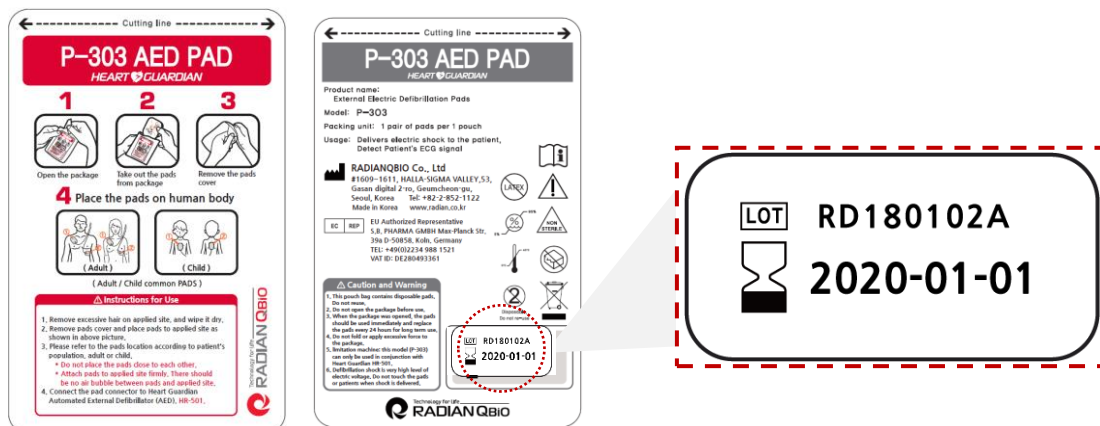 Cutting line
P-303 AED PAD
HEART GUARDIAN
1
2
3
Open the package
Take out the pads
from package
Remove the pads
cover
4 Place the pads on human body
( Adult )
( Child )
( Adult / Child common PADS )
Instructions for Use
1, Remove excessive hair on applied site, and wipe it dry,
2, Remove pads cover and place pads to applied site as
shown in above picture,
3, Please refer to the pads location according to patient's
population, adult or child,
* Do not place the pads close to each other,
* Attach pads to applied site firmly, There should
be no air bubble between pads and applied site,
4, Connect the pad connector to Heart Guardian
Automated External Defibrillator (AED), HR-501,
Technology for Life
RADIANQBIO
Cutting line
P-303 AED PAD
HEART GUARDIAN
Product name:
External Electric Defibrillation Pads
Model: P-303
Packing unit: 1 pair of pads per 1 pouch
Usage: Delivers electric shock to the patient,
Detect Patient's ECG signal
RADIANQBIO Co., Ltd
#1609-1611, HALLA-SIGMA VALLEY,53,
Gasan digital 2-ro, Geumcheon-gu,
Seoul, Korea Tel: +82-2-852-1122
Made in Korea www.radian.co.kr
EC REP
EU Authorized Representative
S,B, PHARMA GMBH Max-Planck Str,
39a D-50858, Koln, Germany
TEL: +49(0)2234 988 1521
VAT ID: DE280493361
LATEX
NON
STERILE
Caution and Warning
1, This pouch bag contains disposable pads,
Do not reuse,
2, Do not open the package before use,
3, When the package was opened, the pads
should be used immediately and replace
the pads every 24 hours for long term use,
4, Do not fold or apply excessive force to
the package,
5, Imitation machine: this model (P-303)
can only be used in conjunction with
Heart Guardian HR-501,
6, Defibrillation shock is very high level of
electric voltage, Do not touch the pads
or patients when shock is delivered,
2
Do not reuse
LOT RD180102A
2020-01-01
Technology for Life
RADIANQBIO
LOT RD180102A
2020-01-01